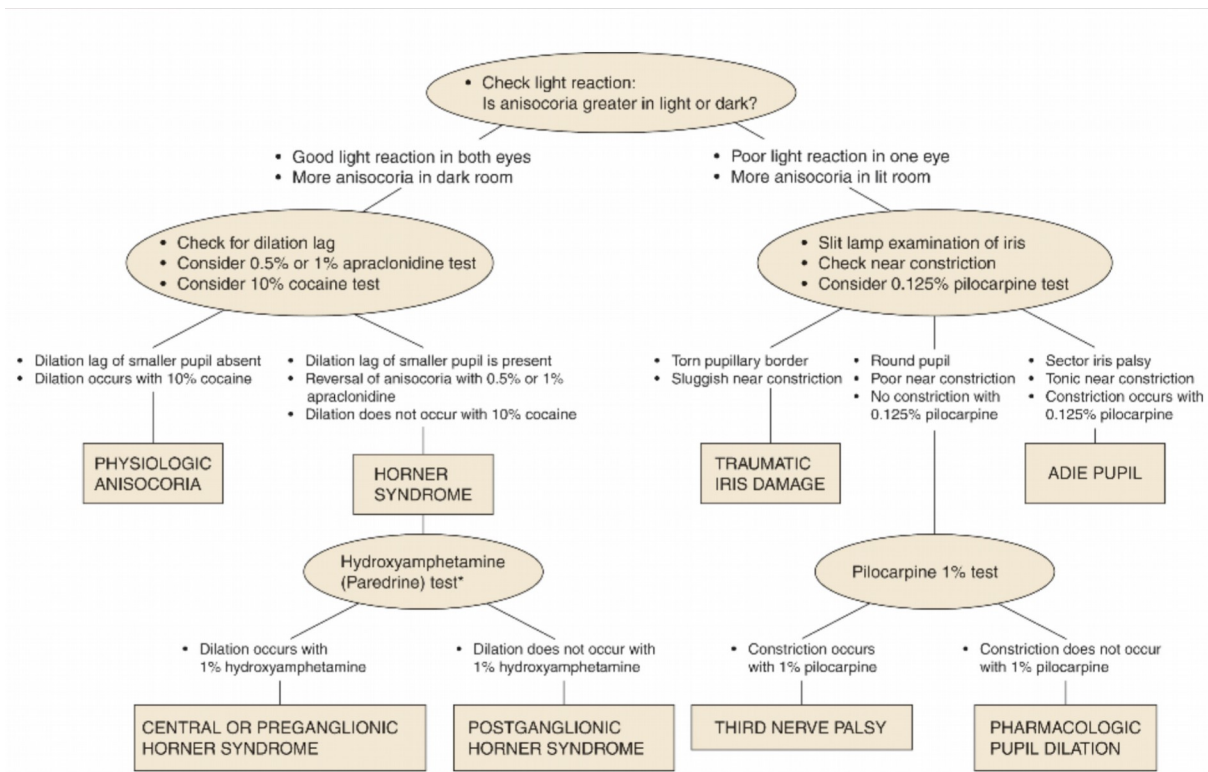 • Check light reaction:
Is anisocoria greater in light or dark?
• Good light reaction in both eyes
• More anisocoria in dark room
• Poor light reaction in one eye
• More anisocoria in lit room
• Check for dilation lag
• Consider 0.5% or 1% apraclonidine test
• Consider 10% cocaine test
• Slit lamp examination of iris
• Check near constriction
• Consider 0.125% pilocarpine test
• Dilation lag of smaller pupil absent
• Dilation occurs with 10% cocaine
• Dilation lag of smaller pupil is present
• Reversal of anisocoria with 0.5% or 1%
apraclonidine
• Dilation does not occur with 10% cocaine
• Torn pupillary border
• Sluggish near constriction
• Round pupil
• Poor near constriction
• No constriction with
0.125% pilocarpine
• Sector iris palsy
• Tonic near constriction
• Constriction occurs with
0.125% pilocarpine
PHYSIOLOGIC
ANISOCORIA
HORNER
SYNDROME
TRAUMATIC
IRIS DAMAGE
ADIE PUPIL
Hydroxyamphetamine
(Paredrine) test*
Pilocarpine 1% test
• Dilation occurs with
1% hydroxyamphetamine
• Dilation does not occur with
1% hydroxyamphetamine
• Constriction occurs
with 1% pilocarpine
• Constriction does not occur
with 1% pilocarpine
CENTRAL OR PREGANGLIONIC
HORNER SYNDROME
POSTGANGLIONIC
HORNER SYNDROME
THIRD NERVE PALSY
PHARMACOLOGIC
PUPIL DILATION